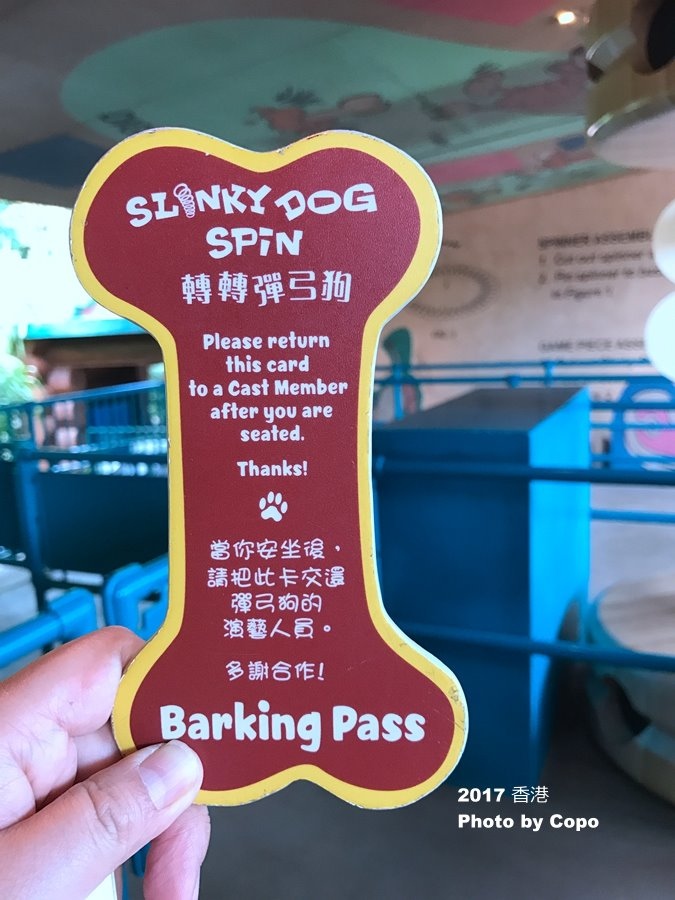 SLINKY DOG
SPIN
轉轉彈弓狗
Please return
this card
to a Cast Member
after you are
seated.
Thanks!
當你安坐後，
請把此卡交還
彈弓狗的
演藝人員。
多謝合作!
Barking Pass
SPINNER ASSEMB
2017 香港
Photo by Copo